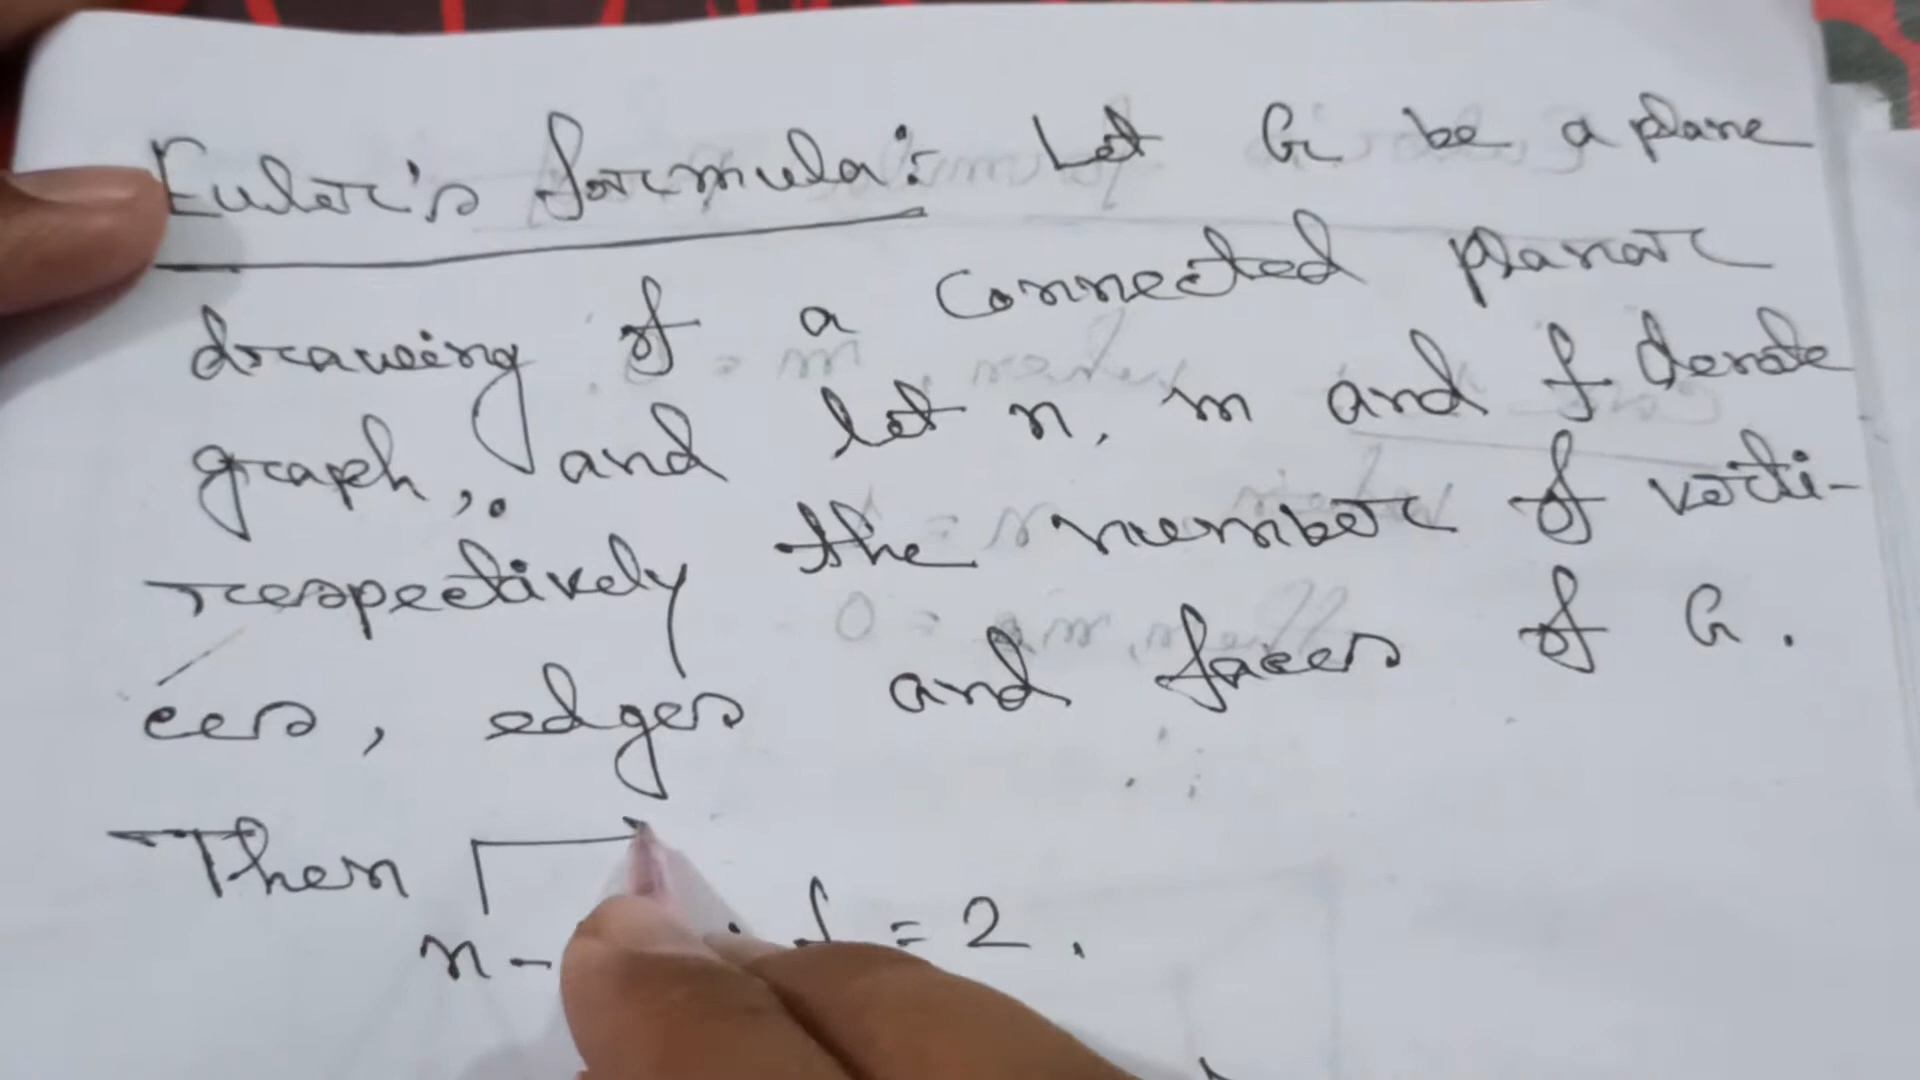 Euler's formula: Let G be a plane
drawing of a connected planar
graph, and let n, m and f denote
respectively the number of verti-
ces, edges and faces of G.
Then
n - f = 2.